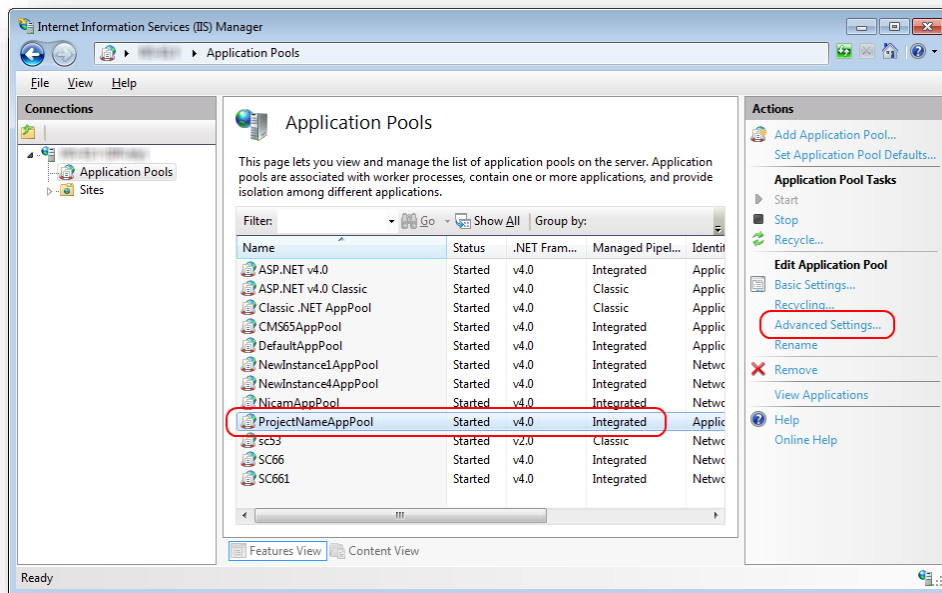 Internet Information Services (IIS) Manager
Application Pools
File View Help
Connections
Application Pools
Sites
Application Pools
This page lets you view and manage the list of application pools on the server. Application
pools are associated with worker processes, contain one or more applications, and provide
isolation among different applications.
Filter: Go Show All Group by:
Name Status .NET Fram... Managed Pipel... Identit
ASP.NET v4.0 Started v4.0 Integrated Applic
ASP.NET v4.0 Classic Started v4.0 Classic Applic
Classic .NET AppPool Started v4.0 Classic Applic
CMS65AppPool Started v4.0 Integrated Applic
DefaultAppPool Started v4.0 Integrated Applic
NewInstance1AppPool Started v4.0 Integrated Netwo
NewInstance4AppPool Started v4.0 Integrated Netwo
NicamAppPool Started v4.0 Integrated Netwo
ProjectNameAppPool Started v4.0 Integrated Applic
sc53 Started v2.0 Classic Netwo
SC66 Started v4.0 Integrated Netwo
SC661 Started v4.0 Integrated Netwo
Features View Content View
Actions
Add Application Pool...
Set Application Pool Defaults...
Application Pool Tasks
Start
Stop
Recycle...
Edit Application Pool
Basic Settings...
Recycling...
Advanced Settings...
Rename
Remove
View Applications
Help
Online Help
Ready